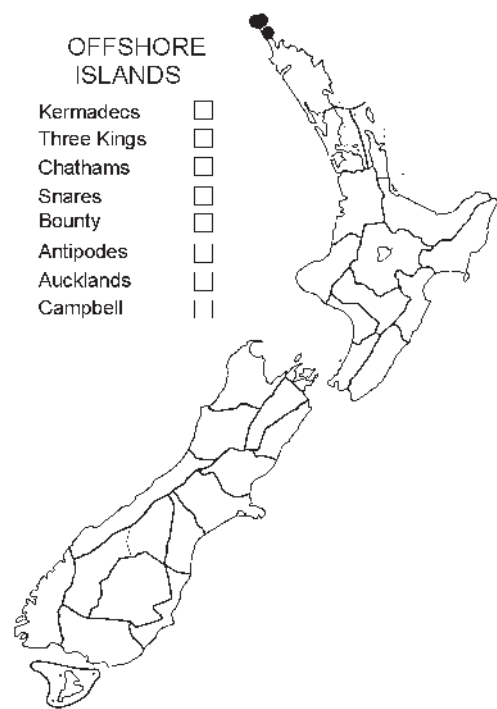 OFFSHORE
ISLANDS
Kermadecs
Three Kings
Chathams
Snares
Bounty
Antipodes
Aucklands
Campbell